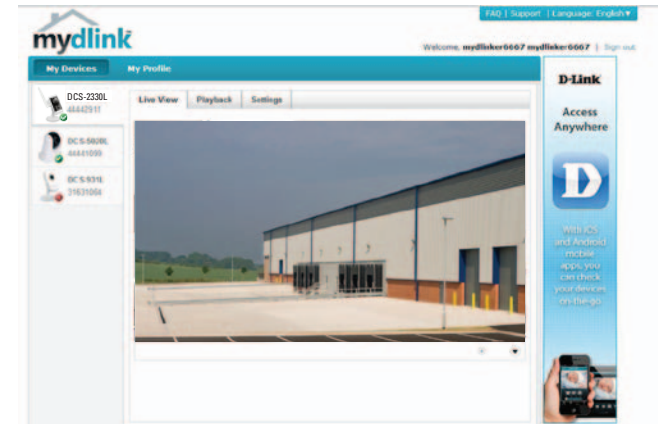 FAQ | Support | Language: English ▾
mydlink
Welcome, mydlinker6667 mydlinker6667 | Sign out
My Devices My Profile
DCS-2330L
44442911
Live View Playback Settings
DCS-5020L
44441099
DCS-931L
31631064
D-Link
Access
Anywhere
D
With iOS
and Android
mobile
apps, you
can check
your devices
on-the-go